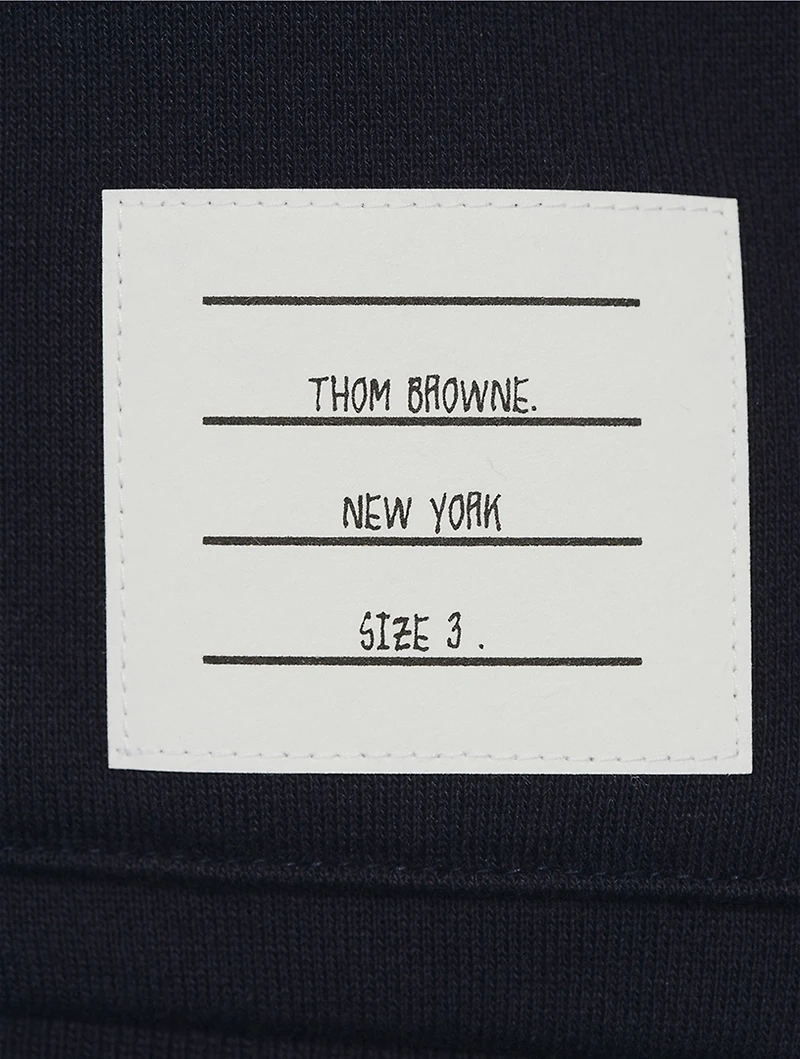 THOM BROWNE.
NEW YORK
SIZE 3 .